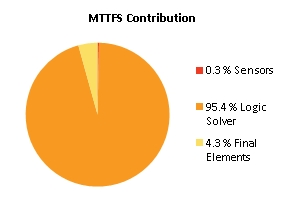 MTTFS Contribution
0.3 % Sensors
95.4 % Logic
Solver
4.3 % Final
Elements